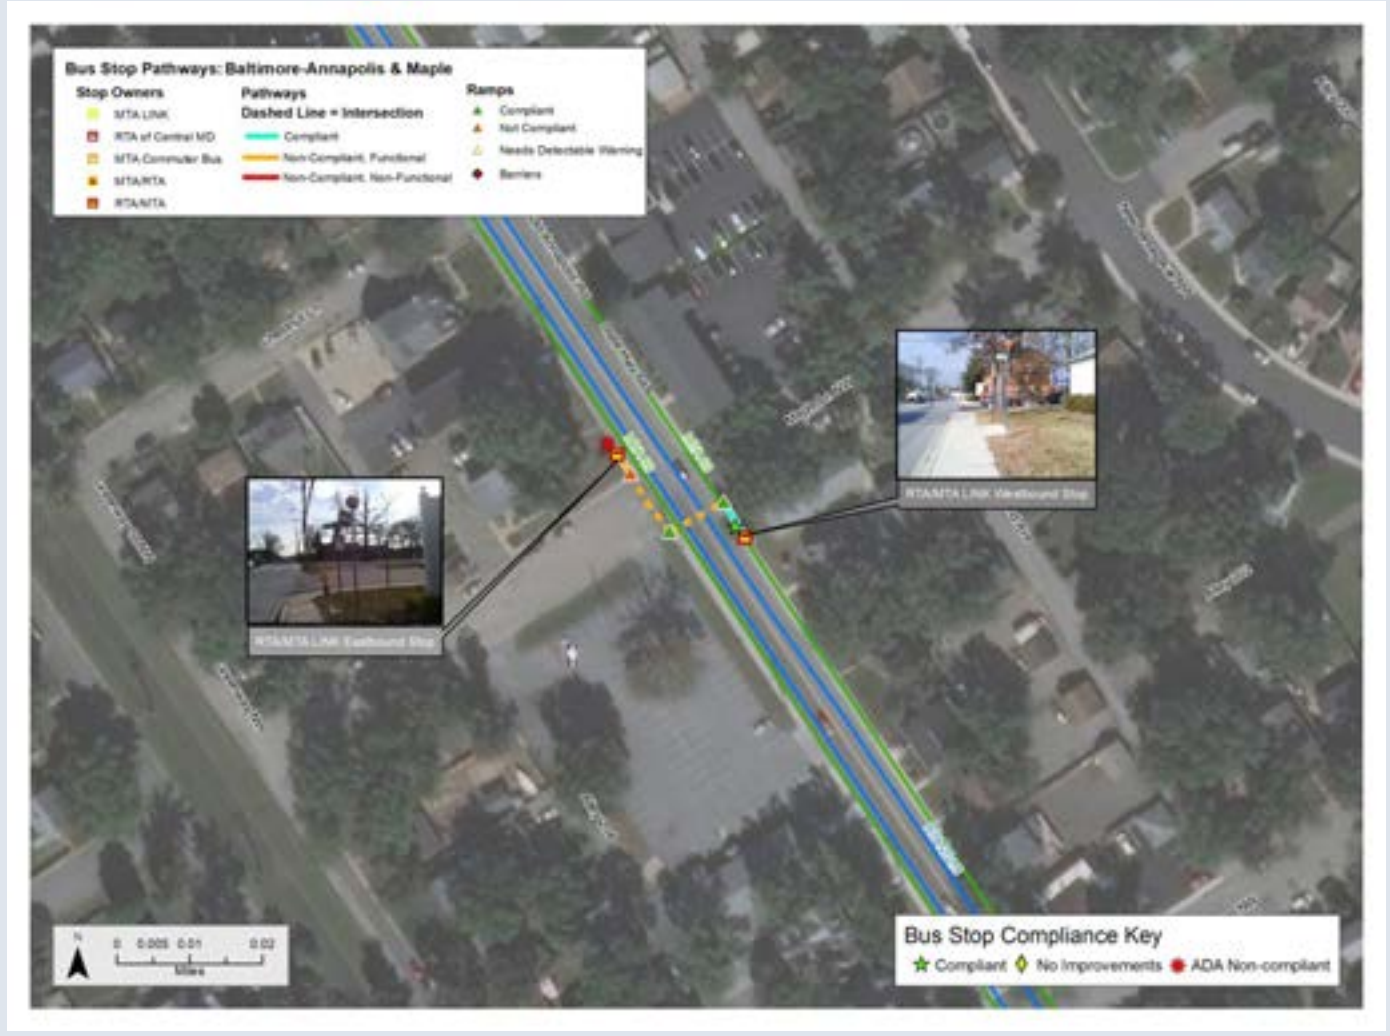 Bus Stop Pathways: Baltimore-Annapolis & Maple
Stop Owners
MTA LINK
RTA of Central MD
MTA Commuter Bus
MTA/RTA
RTA/MTA
Pathways
Dashed Line = Intersection
Compliant
Non-Compliant, Functional
Non-Compliant, Non-Functional
Ramps
Compliant
Not Compliant
Needs Detectable Warning
Barriers
RTA/MTA LINK Westbound Stop
RTA/MTA LINK Eastbound Stop
N
0 0.005 0.01 0.02
Miles
Bus Stop Compliance Key
Compliant
No Improvements
ADA Non-compliant